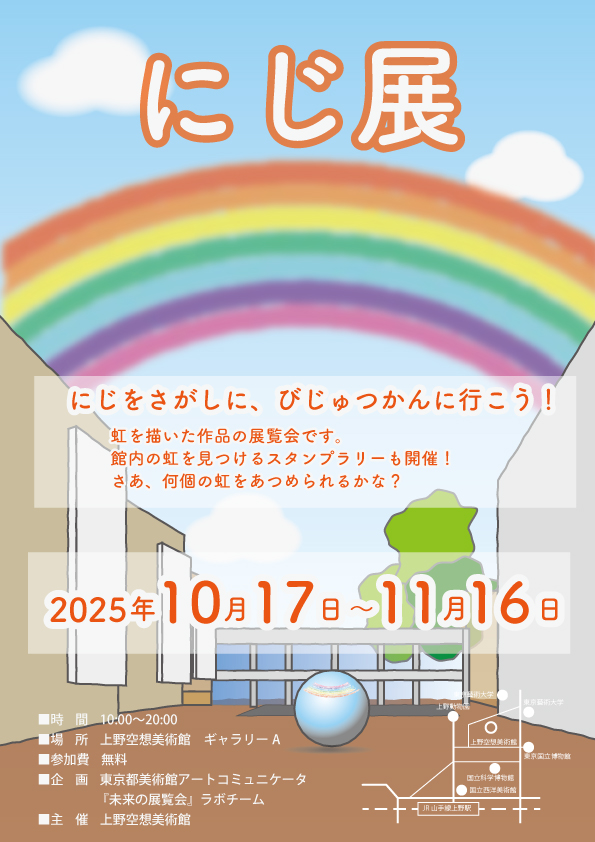 にじ展
にじをさがしに、びじゅつかんに行こう！
虹を描いた作品の展覧会です。
館内の虹を見つけるスタンプラリーも開催！
さあ、何個の虹をあつめられるかな？
2025年10月17日～11月16日
■時　間　10:00～20:00
■場　所　上野空想美術館　ギャラリーA
■参加費　無料
■企　画　東京都美術館アートコミュニケータ
『未来の展覧会』ラボチーム
■主　催　上野空想美術館
東京藝術大学
東京藝術大学
上野動物園
上野空想美術館
東京国立博物館
国立科学博物館
国立西洋美術館
JR山手線上野駅